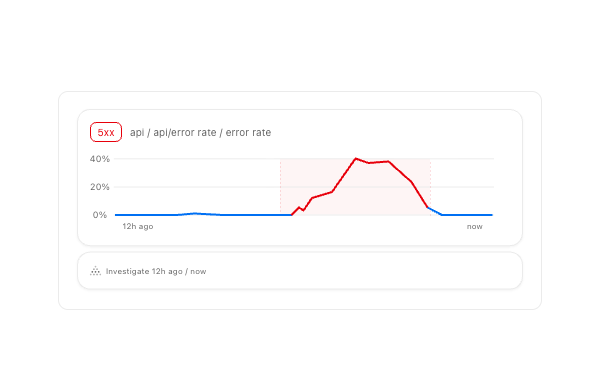 5xx api / api/error rate / error rate
40%
20%
0%
12h ago now
Investigate 12h ago / now